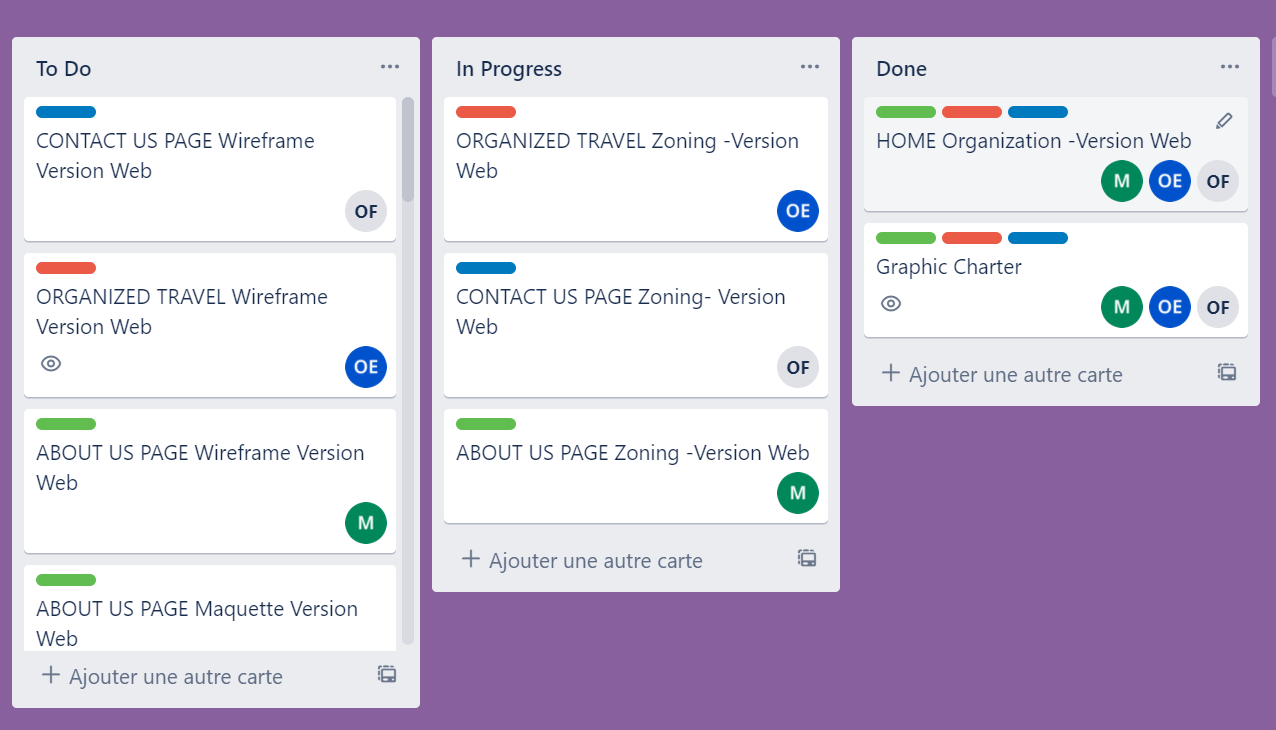 To Do
CONTACT US PAGE Wireframe
Version Web
OF
ORGANIZED TRAVEL Wireframe
Version Web
OE
ABOUT US PAGE Wireframe Version
Web
M
ABOUT US PAGE Maquette Version
Web
+ Ajouter une autre carte
In Progress
ORGANIZED TRAVEL Zoning -Version
Web
OE
CONTACT US PAGE Zoning- Version
Web
OF
ABOUT US PAGE Zoning -Version Web
M
+ Ajouter une autre carte
Done
HOME Organization -Version Web
M OE OF
Graphic Charter
M OE OF
+ Ajouter une autre carte